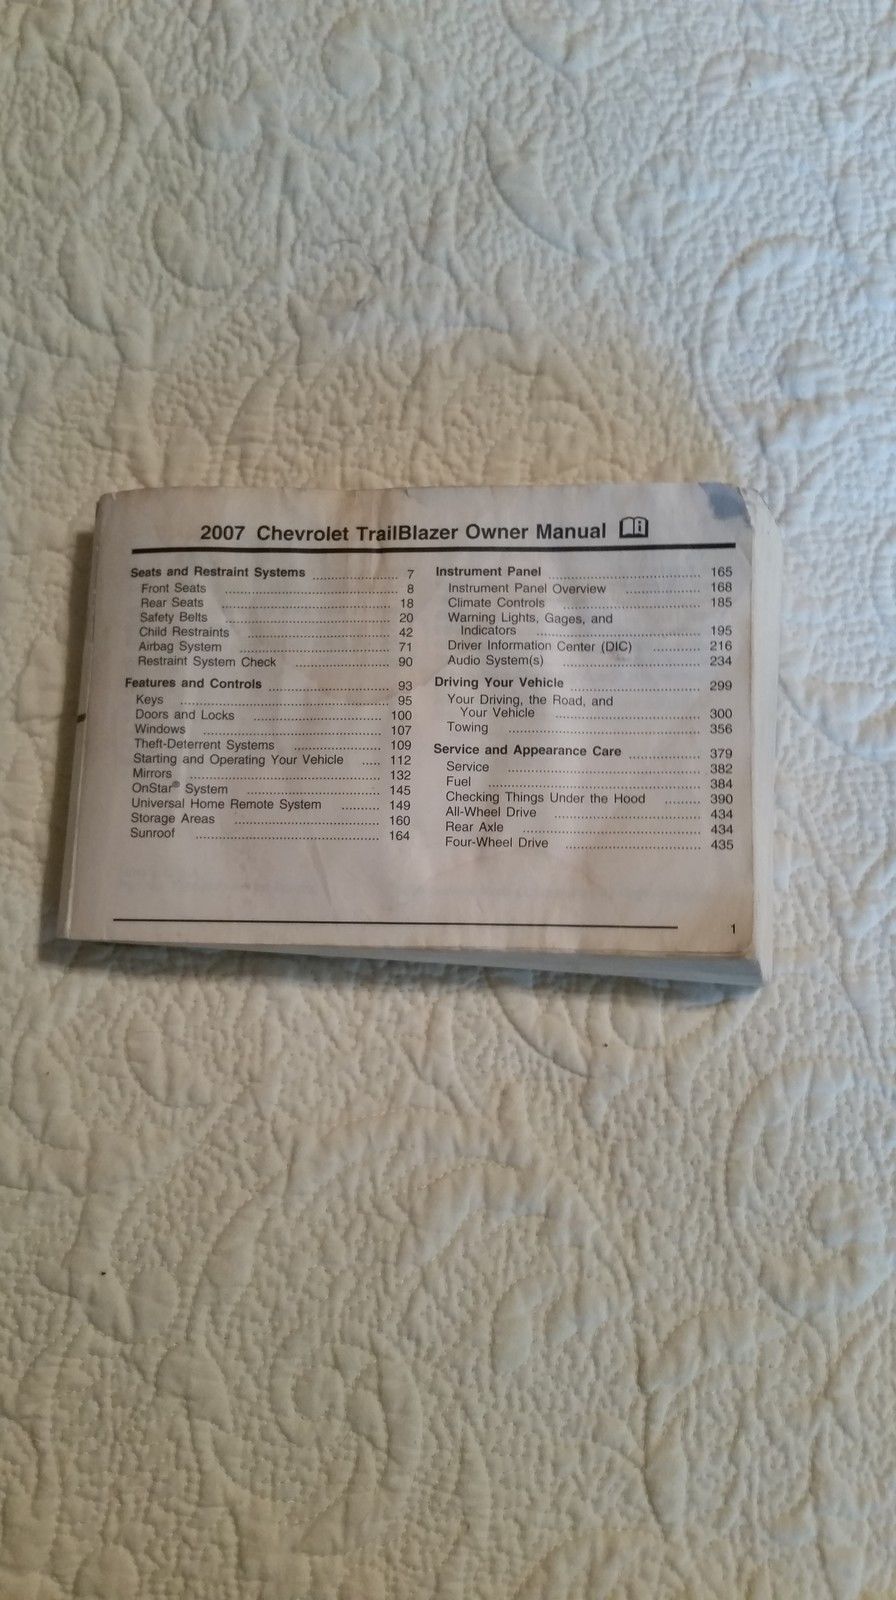 2007 Chevrolet TrailBlazer Owner Manual
Seats and Restraint Systems ........................ 7
Front Seats ........................ 8
Rear Seats ........................ 18
Safety Belts ........................ 20
Child Restraints ........................ 42
Airbag System ........................ 71
Restraint System Check ........................ 90
Features and Controls ........................ 93
Keys ........................ 95
Doors and Locks ........................ 100
Windows ........................ 107
Theft-Deterrent Systems ........................ 109
Starting and Operating Your Vehicle ..... 112
Mirrors ........................ 132
OnStar® System ........................ 145
Universal Home Remote System .......... 149
Storage Areas ........................ 160
Sunroof ........................ 164
Instrument Panel ........................ 165
Instrument Panel Overview ........................ 168
Climate Controls ........................ 185
Warning Lights, Gages, and
Indicators ........................ 195
Driver Information Center (DIC) ............ 216
Audio System(s) ........................ 234
Driving Your Vehicle ........................ 299
Your Driving, the Road, and
Your Vehicle ........................ 300
Towing ........................ 356
Service and Appearance Care ........................ 379
Service ........................ 382
Fuel ........................ 384
Checking Things Under the Hood ......... 390
All-Wheel Drive ........................ 434
Rear Axle ........................ 434
Four-Wheel Drive ........................ 435
1